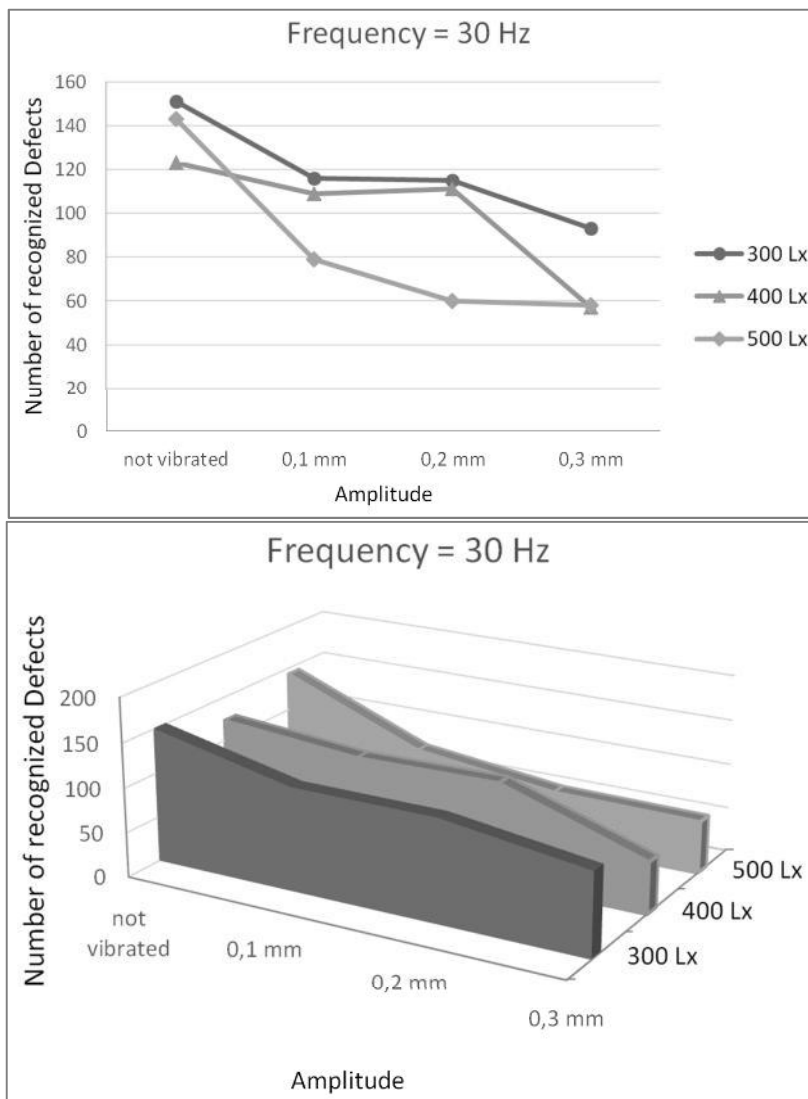 Frequency = 30 Hz
Number of recognized Defects
160
140
120
100
80
60
40
20
0
not vibrated 0,1 mm 0,2 mm 0,3 mm
Amplitude
300 Lx
400 Lx
500 Lx
Frequency = 30 Hz
Number of recognized Defects
200
150
100
50
0
not
vibrated
0,1 mm
0,2 mm
0,3 mm
500 Lx
400 Lx
300 Lx
Amplitude